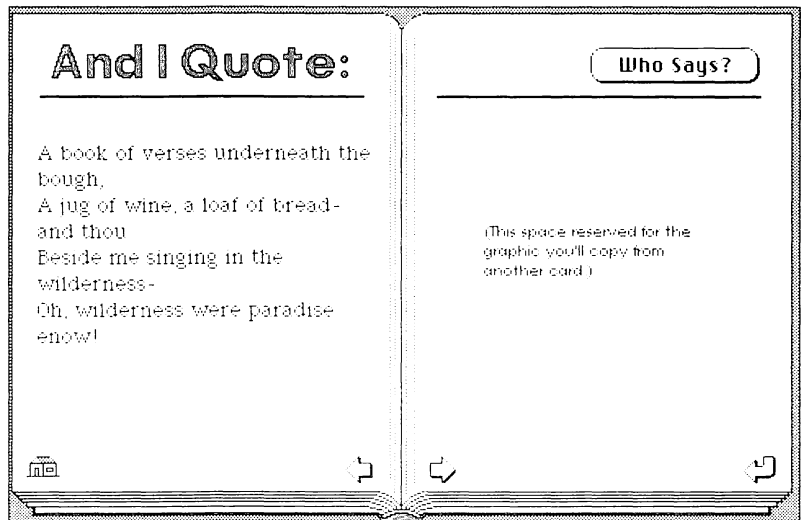 And I Quote:
A book of verses underneath the
bough,
A jug of wine, a loaf of bread-
and thou
Beside me singing in the
wilderness-
Oh, wilderness were paradise
enow!
Who Says?
(This space reserved for the
graphic you'll copy from
another card.)